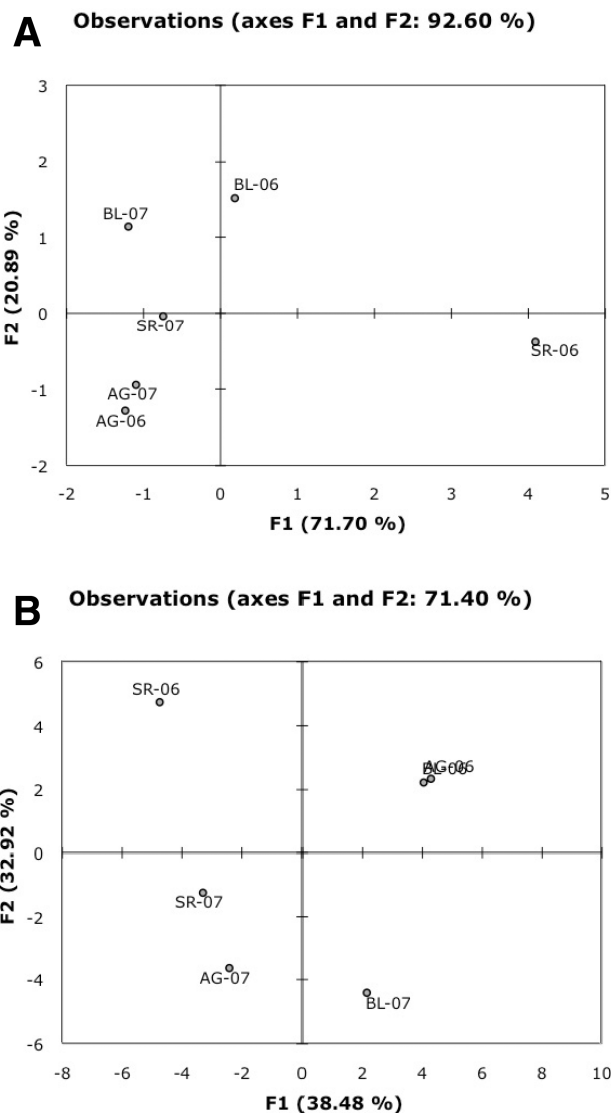 A
Observations (axes F1 and F2: 92.60 %)
3
2
1
0
-1
-2
F2 (20.89 %)
BL-06
BL-07
SR-07
SR-06
AG-07
AG-06
-2 -1 0 1 2 3 4 5
F1 (71.70 %)
B
Observations (axes F1 and F2: 71.40 %)
6
4
2
0
-2
-4
-6
F2 (32.92 %)
SR-06
AG-06
BL-06
SR-07
AG-07
BL-07
-8 -6 -4 -2 0 2 4 6 8 10
F1 (38.48 %)